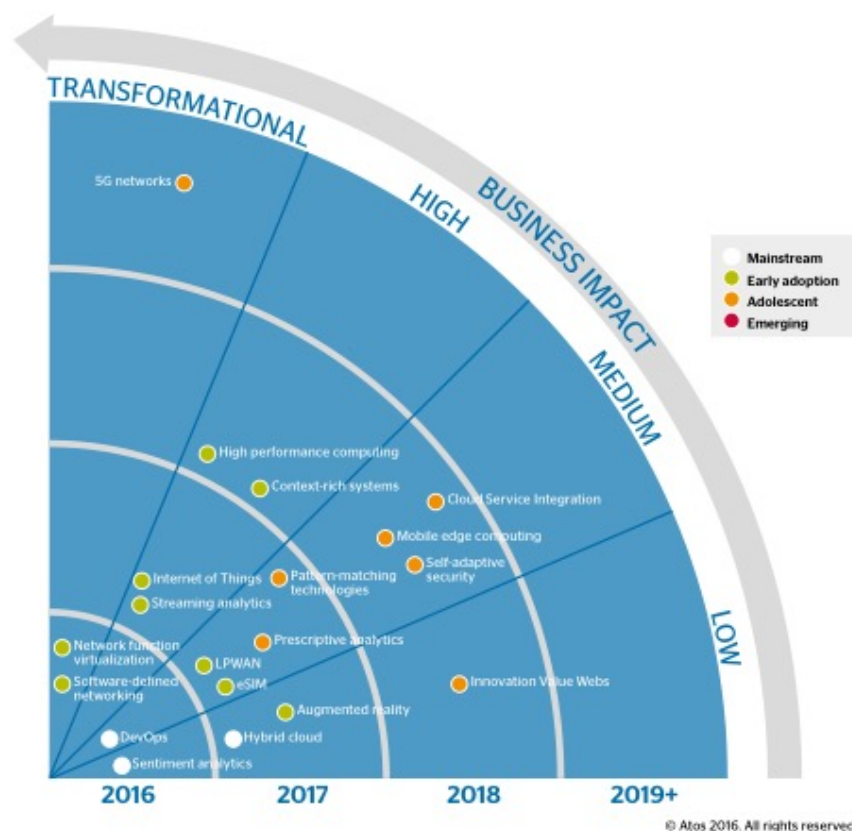 TRANSFORMATIONAL
HIGH
BUSINESS IMPACT
MEDIUM
LOW
5G networks
Mainstream
Early adoption
Adolescent
Emerging
High performance computing
Context-rich systems
Cloud Service Integration
Mobile edge computing
Self-adaptive
security
Internet of Things
Pattern-matching
technologies
Streaming analytics
Network function
virtualization
Prescriptive analytics
LPWAN
Software-defined
networking
eSIM
Innovation Value Webs
Augmented reality
DevOps
Hybrid cloud
Sentiment analytics
2016
2017
2018
2019+
© Atos 2016. All rights reserved